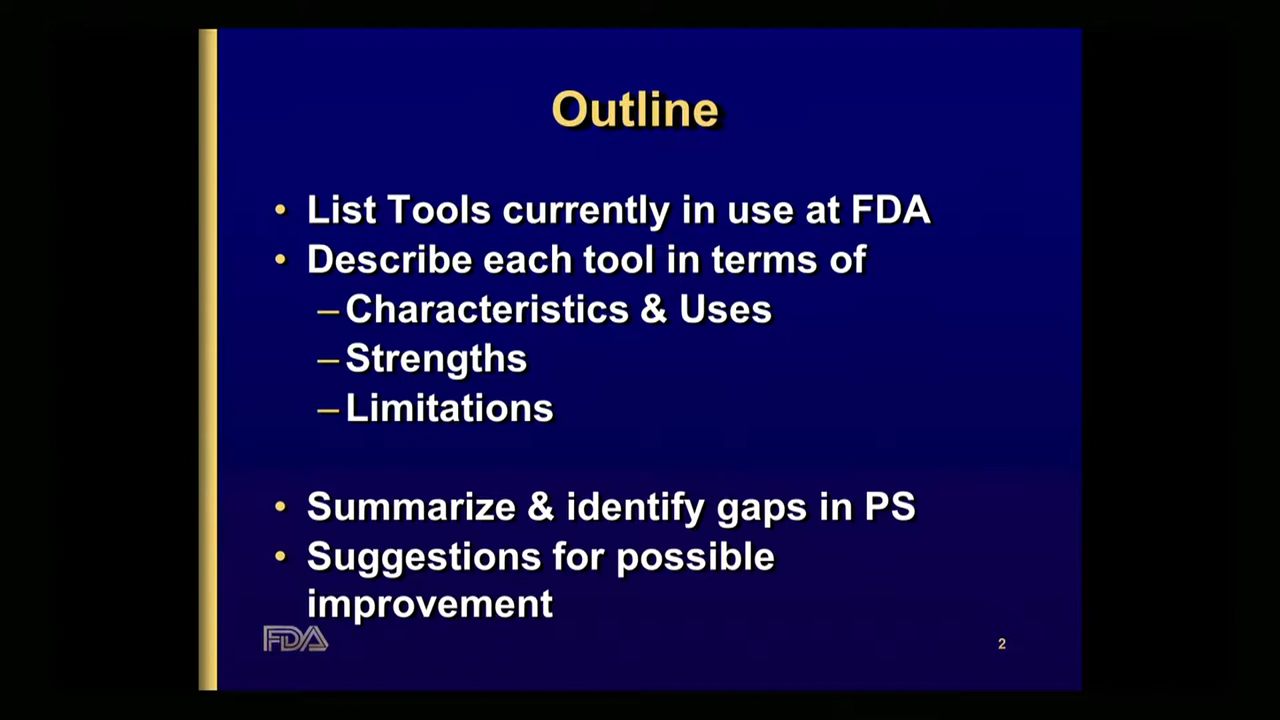 Outline
• List Tools currently in use at FDA
• Describe each tool in terms of
– Characteristics & Uses
– Strengths
– Limitations
• Summarize & identify gaps in PS
• Suggestions for possible
improvement
FDA
2